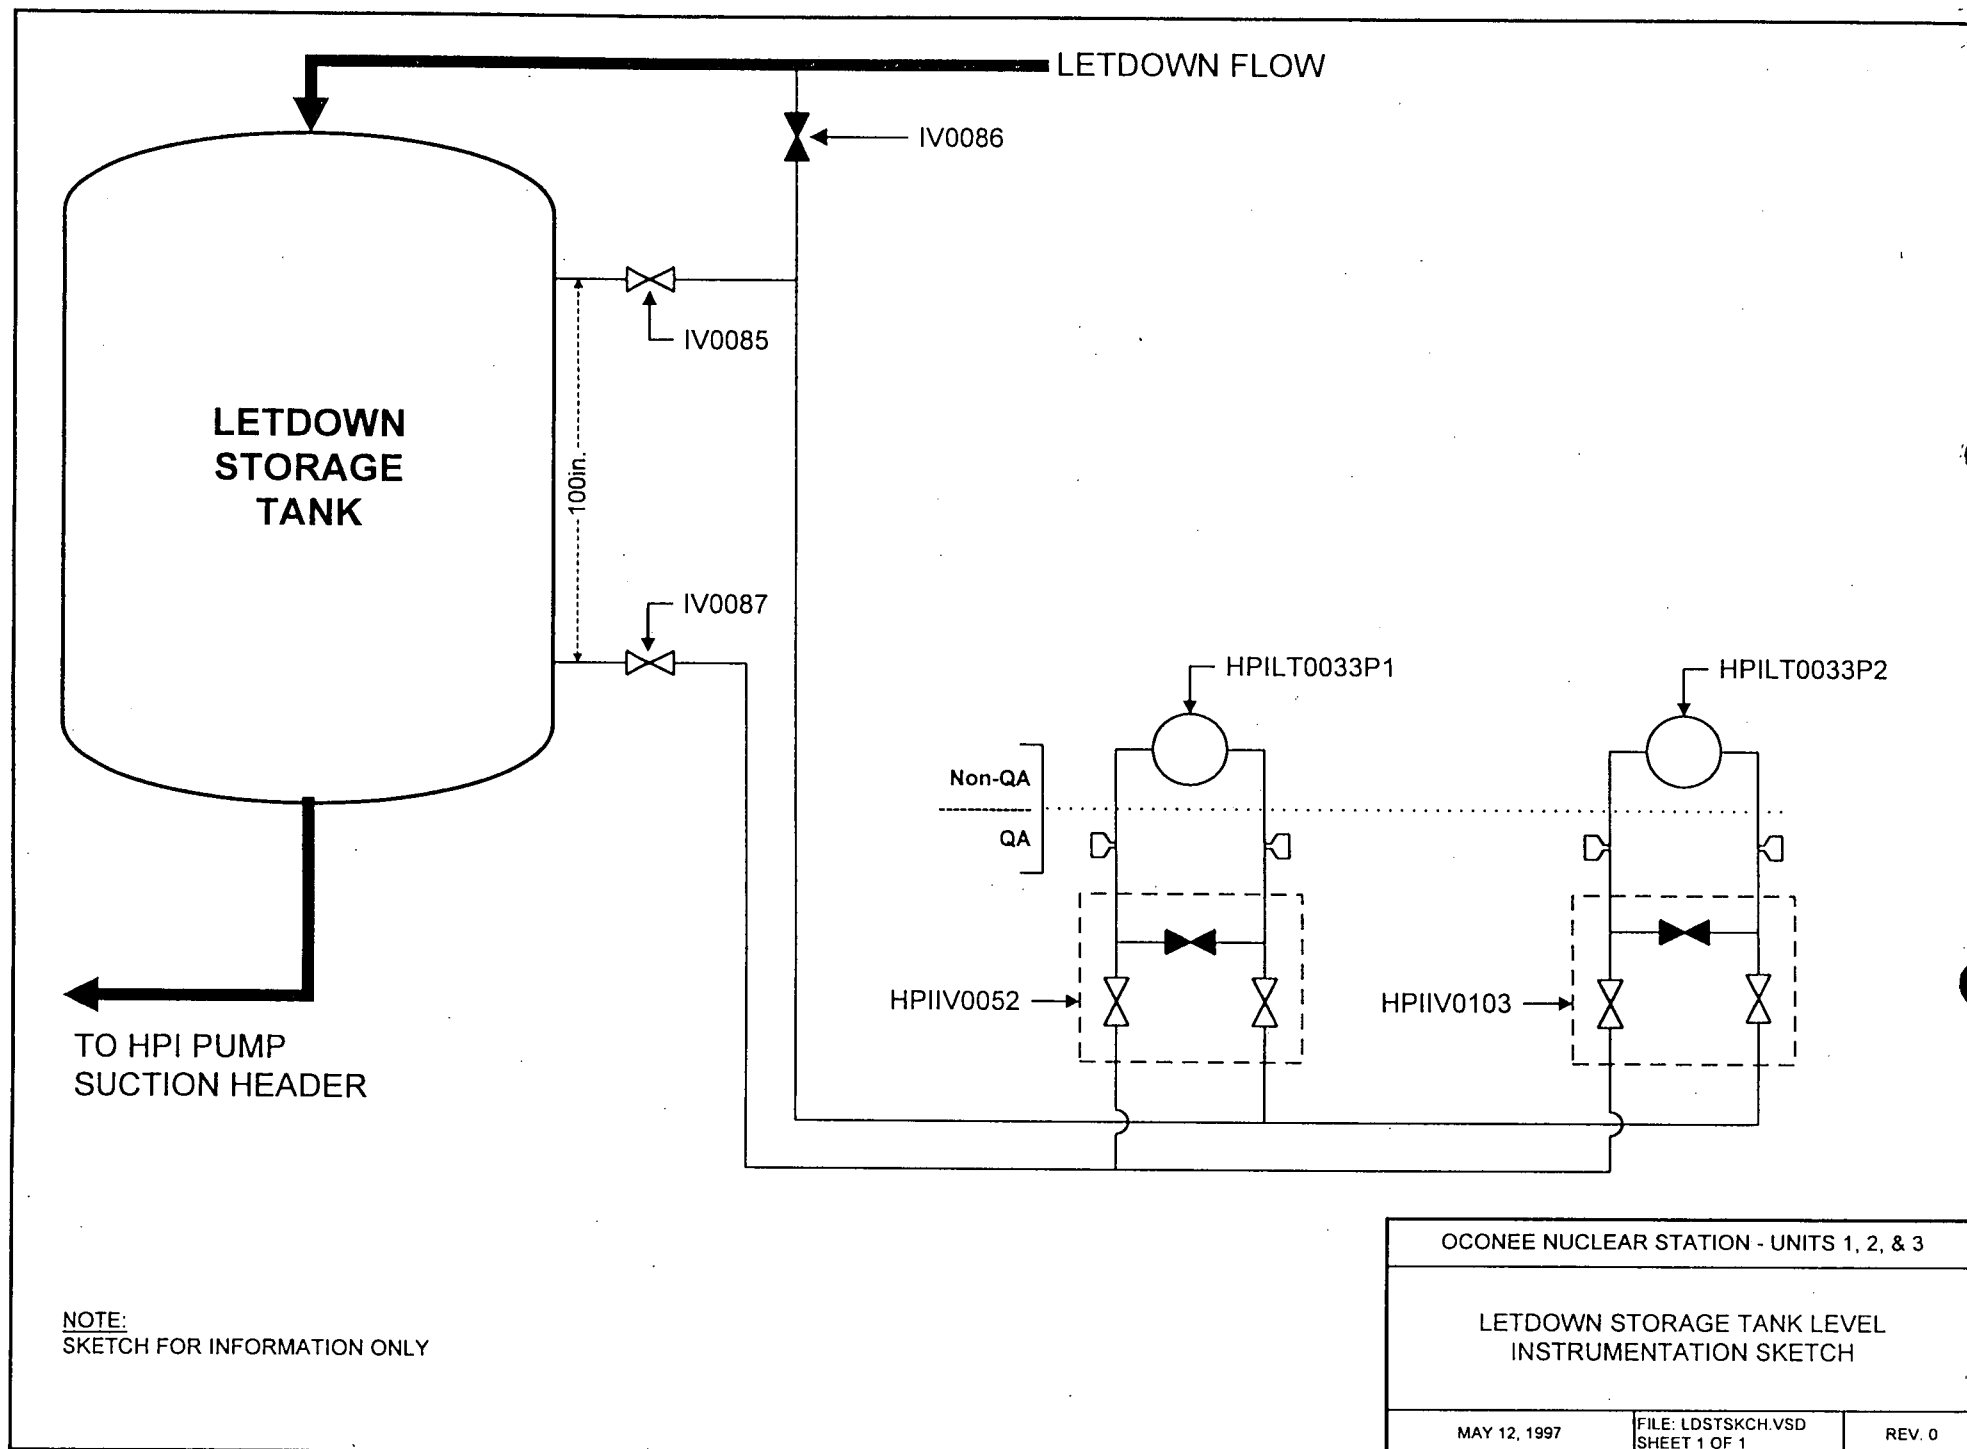 LETDOWN FLOW
IV0086
IV0085
LETDOWN
STORAGE
TANK
100in.
IV0087
HPILT0033P1
HPILT0033P2
Non-QA
QA
HPIIV0052
HPIIV0103
TO HPI PUMP
SUCTION HEADER
OCONEE NUCLEAR STATION - UNITS 1, 2, & 3
LETDOWN STORAGE TANK LEVEL
INSTRUMENTATION SKETCH
NOTE:
SKETCH FOR INFORMATION ONLY
MAY 12, 1997
FILE: LDSTSKCH.VSD
SHEET 1 OF 1
REV. 0